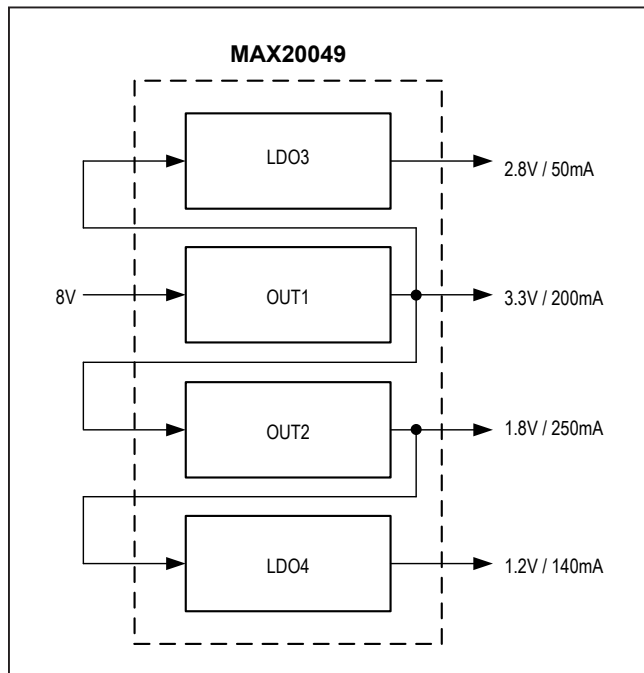 MAX20049
LDO3
2.8V / 50mA
8V
OUT1
3.3V / 200mA
OUT2
1.8V / 250mA
LDO4
1.2V / 140mA